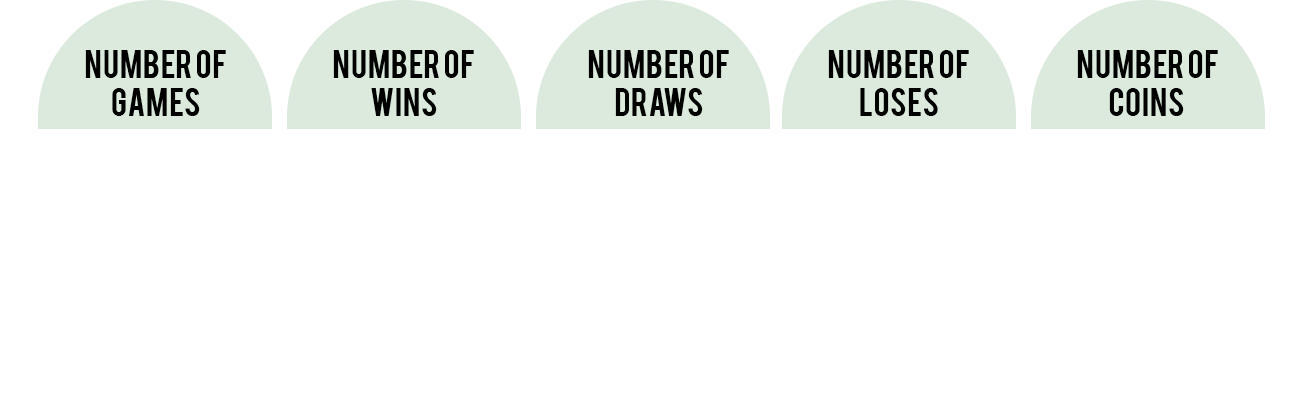 NUMBER OF
GAMES
NUMBER OF
WINS
NUMBER OF
DRAWS
NUMBER OF
LOSES
NUMBER OF
COINS